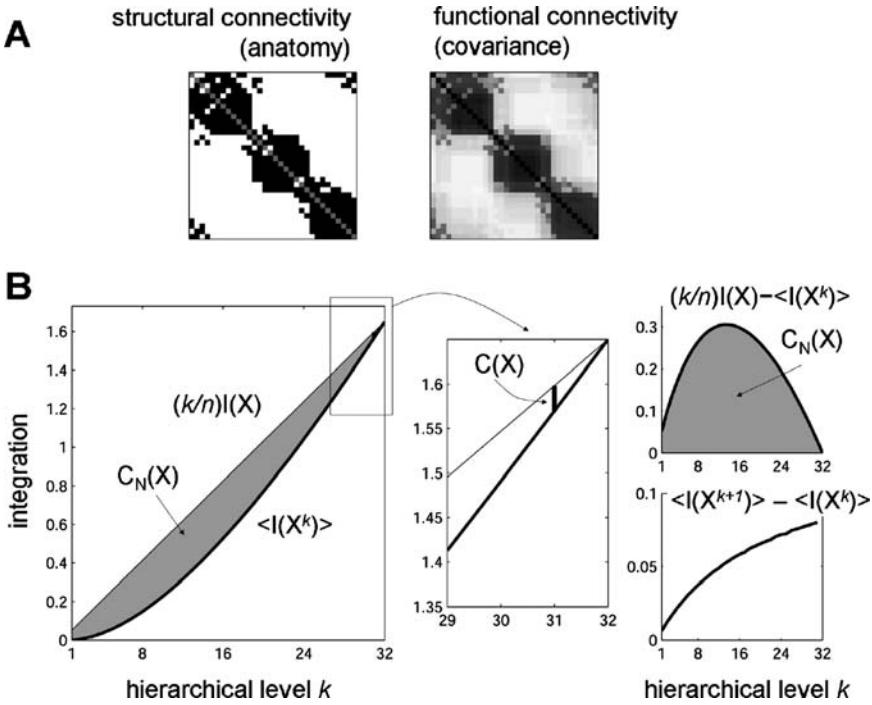 A
structural connectivity
(anatomy)
functional connectivity
(covariance)
B
integration
1.6
1.4
1.2
1
0.8
0.6
0.4
0.2
0
1
8
16
24
32
(k/n)I(X)
C_N(X)
<I(X^k)>
hierarchical level k
C(X)
1.6
1.55
1.5
1.45
1.4
1.35
29
30
31
32
(k/n)I(X)–<I(X^k)>
C_N(X)
0.3
0.2
0.1
0
1
8
16
24
32
<I(X^{k+1})> – <I(X^k)>
0.1
0.05
0
1
8
16
24
32
hierarchical level k